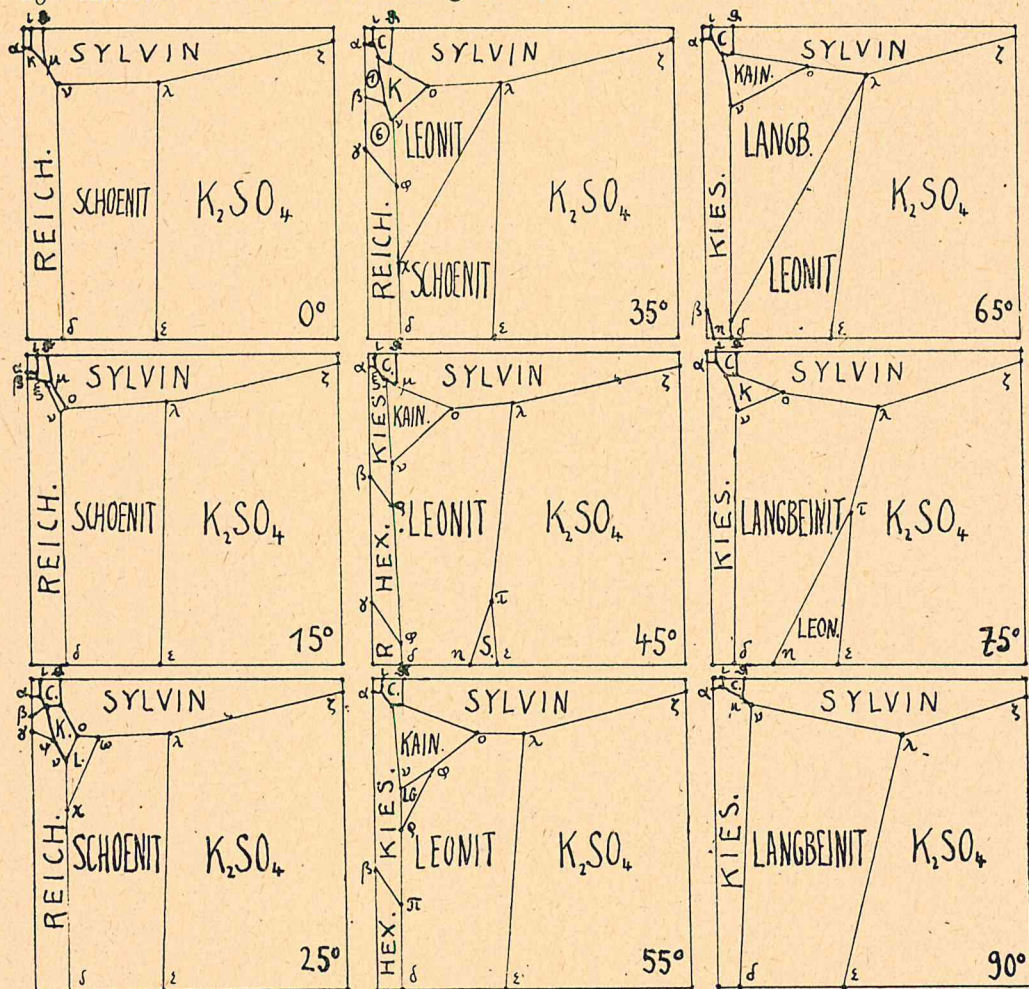 α ι θ
κ μ SYLVIN ζ
ν λ
REICH. SCHOENIT K₂SO₄
δ ε 0°
α ι θ
C SYLVIN ζ
β K ο λ
ν
⑥ LEONIT
γ φ K₂SO₄
REICH. χ SCHOENIT
δ ε 35°
α ι θ
C SYLVIN ζ
KAIN. ο λ
ν
LANGB.
KIES. K₂SO₄
β LEONIT
η δ ε 65°
ι
μ SYLVIN ζ
ξ ο λ
ν
REICH. SCHOENIT K₂SO₄
δ ε 15°
α ι θ
C. SYLVIN ζ
ξ μ
KIES. KAIN. ο λ
ν
β
HEX. LEONIT K₂SO₄
γ π
R φ δ η S. ε 45°
α ι θ
C SYLVIN ζ
K ο λ
ν
KIES. LANGBEINIT. τ K₂SO₄
LEON.
δ η ε 75°
α ι θ
C. SYLVIN ζ
β K. ο ω λ
γ ψ ν L.
χ
REICH. SCHOENIT K₂SO₄
δ ε 25°
α ι θ
C. SYLVIN ζ
KAIN. ο λ
ν φ
LG
KIES. ρ LEONIT K₂SO₄
β
π
HEX. δ ε 55°
α ι θ
C. SYLVIN ζ
μ ν λ
KIES. LANGBEINIT K₂SO₄
δ ε 90°